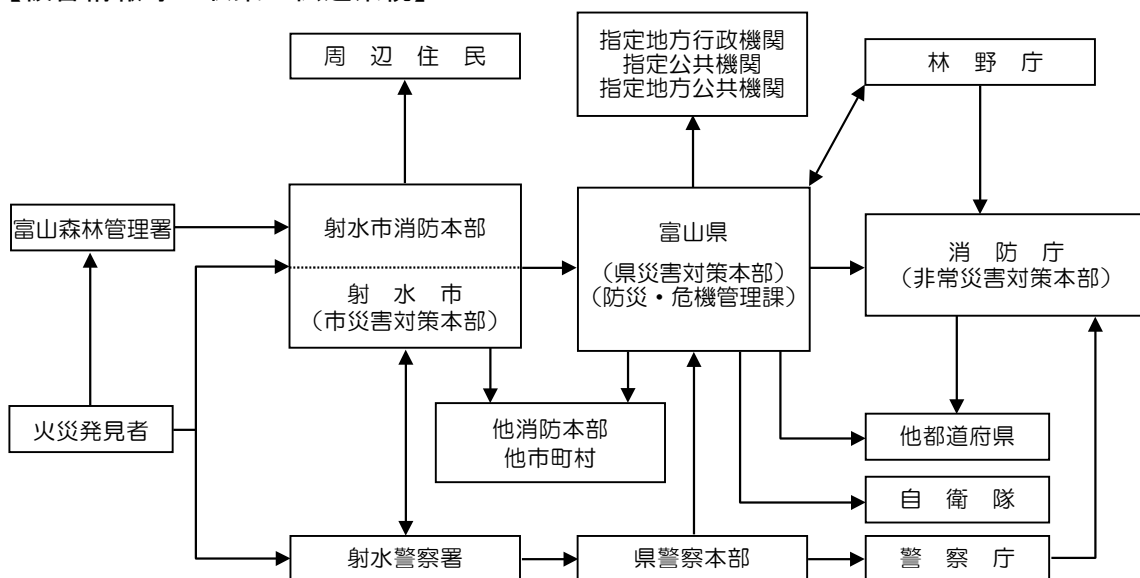 周　辺　住　民
指定地方行政機関
指定公共機関
指定地方公共機関
林　野　庁
富山森林管理署
射水市消防本部
射　水　市
（市災害対策本部）
富山県
（県災害対策本部）
（防災・危機管理課）
消　防　庁
（非常災害対策本部）
火災発見者
他消防本部
他市町村
他都道府県
自　衛　隊
射水警察署
県警察本部
警　察　庁